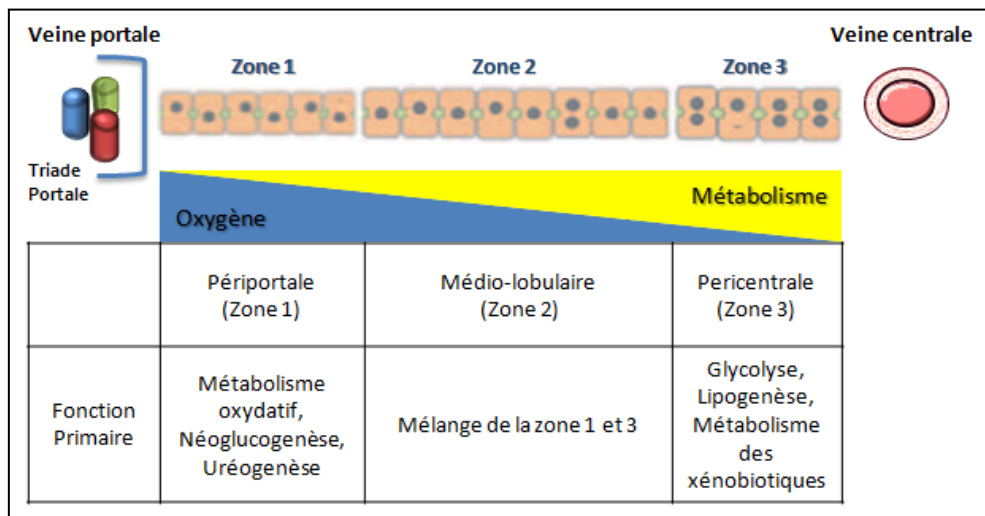 Veine portale
Veine centrale
Zone 1
Zone 2
Zone 3
Triade
Portale
Oxygène
Métabolisme
Périportale
(Zone 1)
Médio-lobulaire
(Zone 2)
Pericentrale
(Zone 3)
Fonction
Primaire
Métabolisme
oxydatif,
Néoglucogenèse,
Uréogenèse
Mélange de la zone 1 et 3
Glycolyse,
Lipogenèse,
Métabolisme
des
xénobiotiques